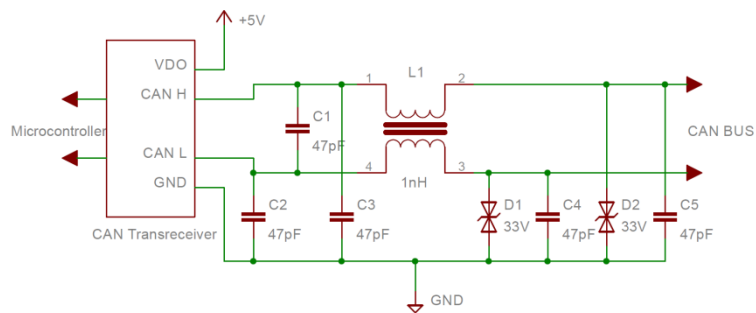 +5V
VDO
CAN H
Microcontroller
CAN L
GND
CAN Transreceiver
C1
47pF
1
L1
2
4
1nH
3
CAN BUS
C2
47pF
C3
47pF
D1
33V
C4
47pF
D2
33V
C5
47pF
GND